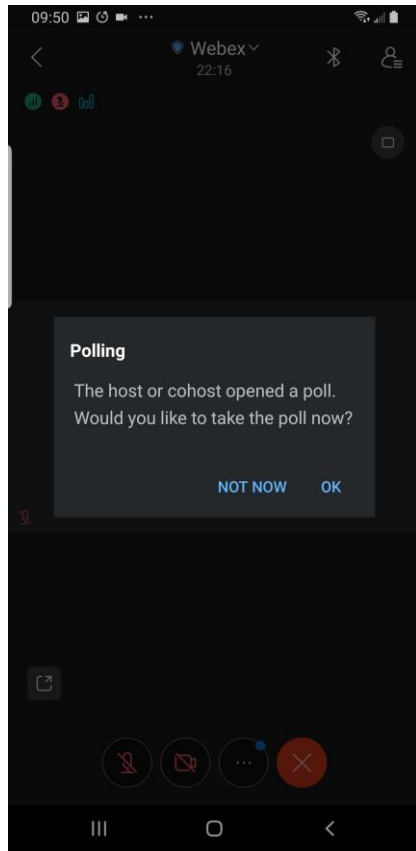 09:50
Webex
22:16
Polling
The host or cohost opened a poll.
Would you like to take the poll now?
NOT NOW OK